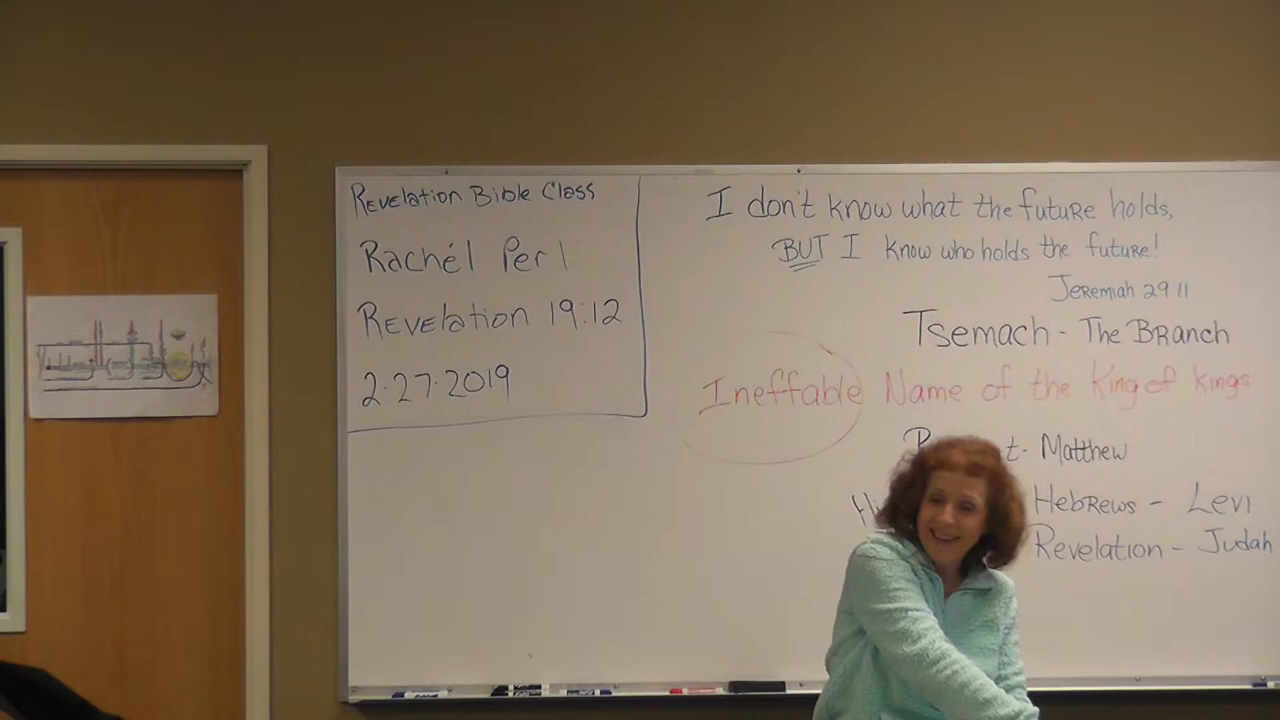 Revelation Bible Class
Rachél Perl
Revelation 19:12
2.27.2019
I don't know what the future holds,
BUT I know who holds the future!
Jeremiah 29 11
Tsemach - The Branch
Ineffable Name of the King of Kings
t- Matthew
Hebrews - Levi
Revelation - Judah